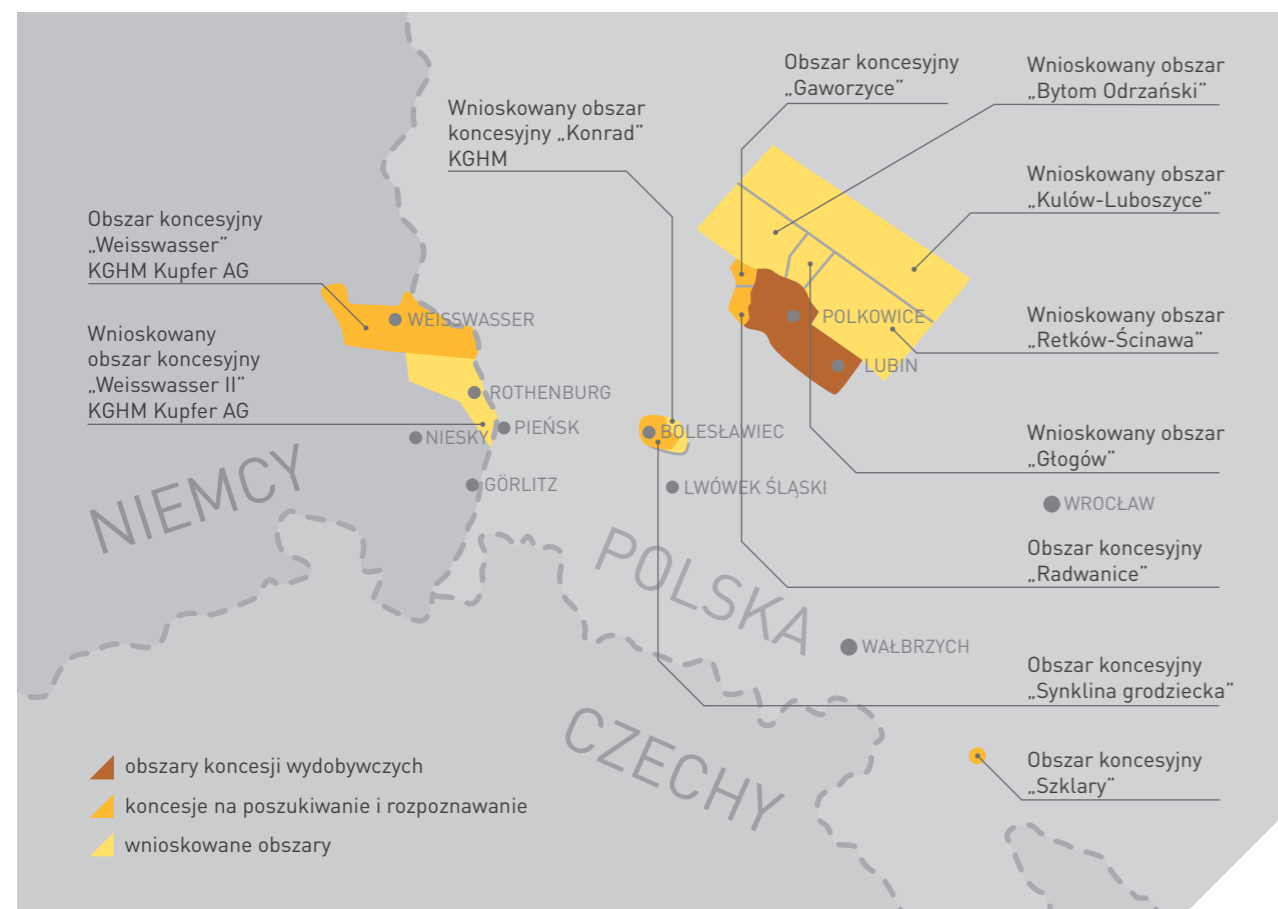 Obszar koncesyjny
„Gaworzyce”
Wnioskowany obszar
„Bytom Odrzański”
Wnioskowany obszar
koncesyjny „Konrad”
KGHM
Wnioskowany obszar
„Kulów-Luboszyce”
Obszar koncesyjny
„Weisswasser”
KGHM Kupfer AG
Wnioskowany
obszar koncesyjny
„Weisswasser II”
KGHM Kupfer AG
WEISSWASSER
POLKOWICE
Wnioskowany obszar
„Retków-Ścinawa”
LUBIN
ROTHENBURG
PIEŃSK
NIESKY
BOLESŁAWIEC
Wnioskowany obszar
„Głogów”
GÖRLITZ
LWÓWEK ŚLĄSKI
WROCŁAW
NIEMCY
POLSKA
Obszar koncesyjny
„Radwanice”
WAŁBRZYCH
Obszar koncesyjny
„Synklina grodziecka”
CZECHY
Obszar koncesyjny
„Szklary”
obszary koncesji wydobywczych
koncesje na poszukiwanie i rozpoznawanie
wnioskowane obszary